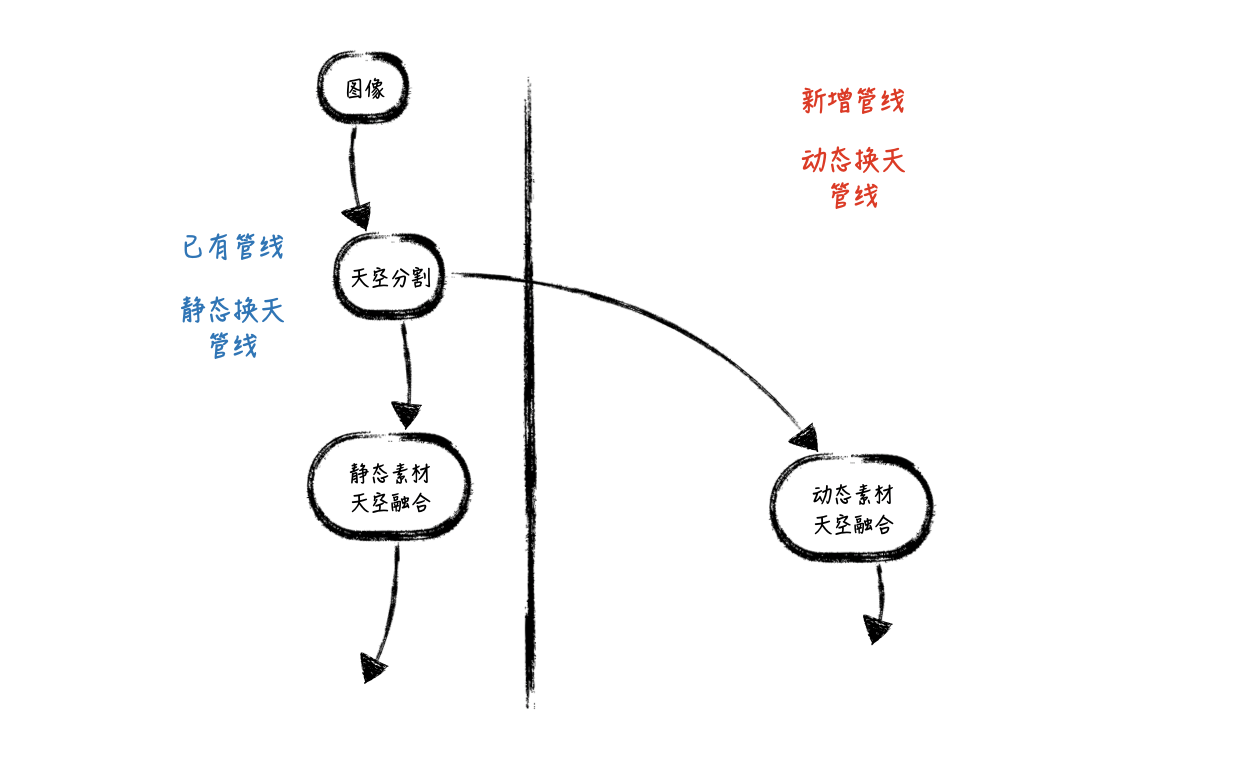 图像
新增管线
动态换天
管线
已有管线
天空分割
静态换天
管线
静态素材
天空融合
动态素材
天空融合